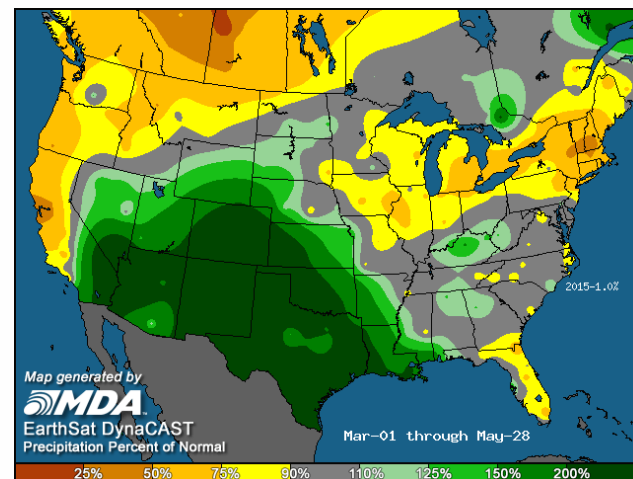 2015-1.0%
Map generated by
MDA
EarthSat DynaCAST
Precipitation Percent of Normal
Mar-01 through May-28
25% 50% 75% 90% 110% 125% 150% 200%